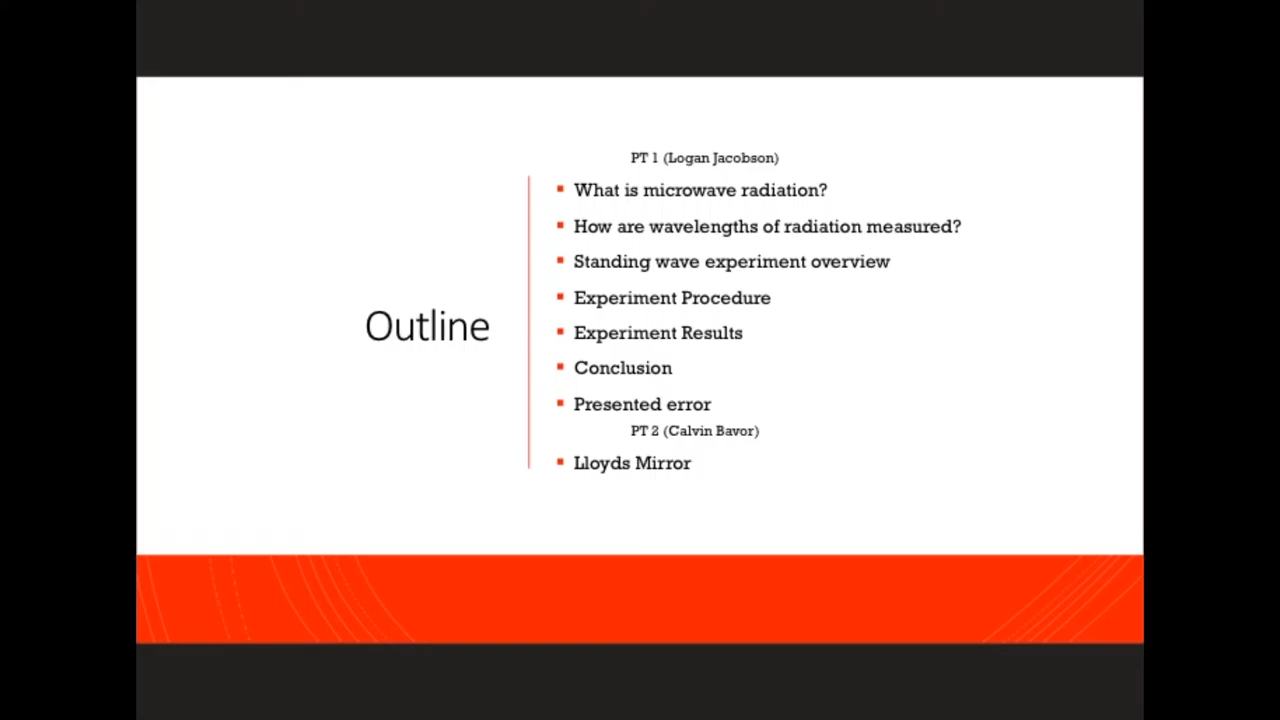 PT 1 (Logan Jacobson)
What is microwave radiation?
How are wavelengths of radiation measured?
Standing wave experiment overview
Outline
Experiment Procedure
Experiment Results
Conclusion
Presented error
PT 2 (Calvin Bavor)
Lloyds Mirror